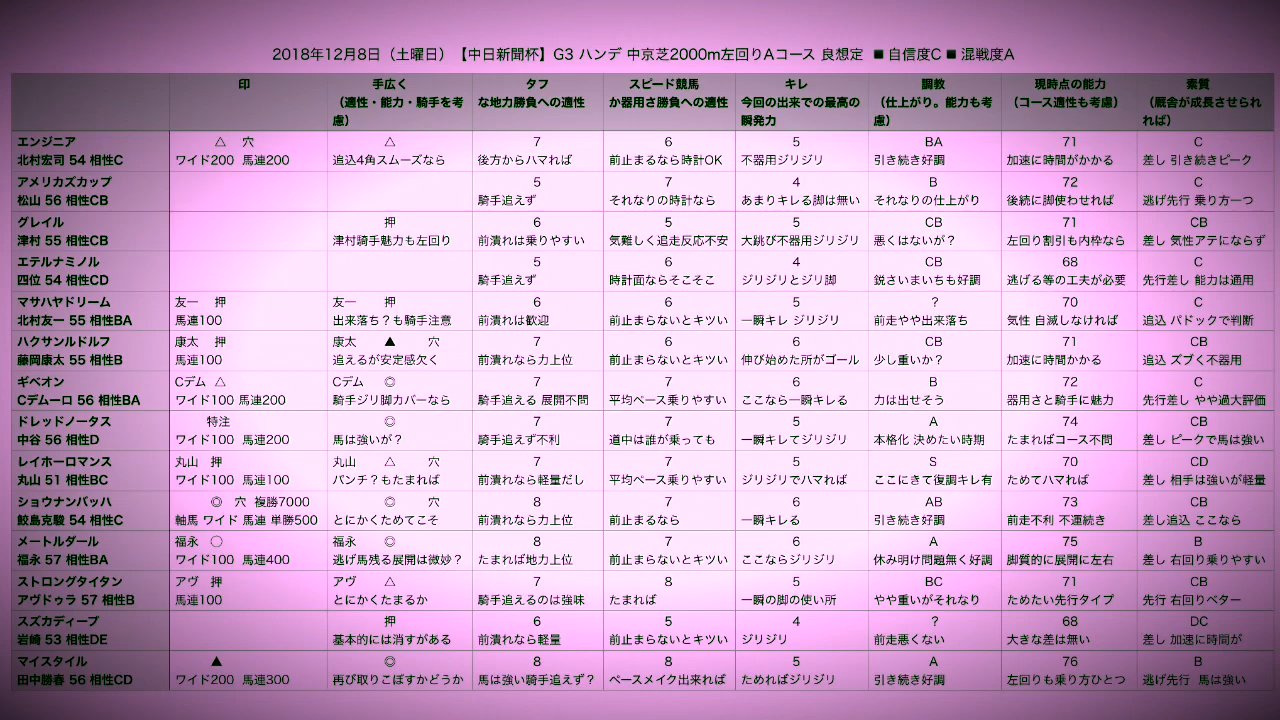 2018年12月8日（土曜日）【中日新聞杯】G3 ハンデ 中京芝2000m左回りAコース 良想定 ■自信度C ■混戦度A
印 手広く タフ スピード競馬 キレ 調教 現時点の能力 素質
（適性・能力・騎手を考慮） な地力勝負への適性 か器用さ勝負への適性 今回の出来での最高の瞬発力 （仕上がり。能力も考慮） （コース適性も考慮） （厩舎が成長させられれば）
エンジニア △ 穴 △ 7 6 5 BA 71 C
北村宏司 54 相性C ワイド200 馬連200 追込4角スムーズなら 後方からハマれば 前止まるなら時計OK 不器用ジリジリ 引き続き好調 加速に時間がかかる 差し 引き続きピーク
アメリカズカップ 5 7 4 B 72 C
松山 56 相性CB 騎手追えず それなりの時計なら あまりキレる脚は無い それなりの仕上がり 後続に脚使わせれば 逃げ先行 乗り方一つ
グレイル 押 6 5 5 CB 71 CB
津村 55 相性CB 津村騎手魅力も左回り 前潰れは乗りやすい 気難しく追走反応不安 大跳び不器用ジリジリ 悪くはないが？ 左回り割引も内枠なら 差し 気性アテにならず
エテルナミノル 5 6 4 CB 68 C
四位 54 相性CD 騎手追えず 時計面ならそこそこ ジリジリとジリ脚 鋭さいまいちも好調 逃げる等の工夫が必要 先行差し 能力は通用
マサハヤドリーム 友一 押 友一 押 6 6 5 ? 70 C
北村友一 55 相性BA 馬連100 出来落ち？も騎手注意 前潰れは歓迎 前止まらないとキツい 一瞬キレ ジリジリ 前走やや出来落ち 気性 自滅しなければ 追込 パドックで判断
ハクサンルドルフ 康太 押 康太 ▲ 穴 7 6 6 CB 71 C
藤岡康太 55 相性B 馬連100 追えるが安定感欠く 前潰れなら力上位 前止まらないとキツい 伸び始めた所がゴール 少し重いか？ 加速に時間かかる 追込 ズブく不器用
ギベオン Cデム △ Cデム ◎ 7 7 6 B 72 C
Cデムーロ 56 相性BA ワイド100 馬連200 騎手ジリ脚カバーなら 騎手追える 展開不問 平均ペース乗りやすい ここなら一瞬キレる 力は出せそう 器用さと騎手に魅力 先行差し やや過大評価
ドレッドノータス 特注 ◎ 7 7 5 A 74 CB
中谷 56 相性D ワイド100 馬連200 馬は強いが？ 騎手追えず不利 道中は誰が乗っても 一瞬キレてジリジリ 本格化 決めたい時期 たまればコース不問 差し ピークで馬は強い
レイホーロマンス 丸山 押 丸山 △ 穴 7 7 5 S 70 CD
丸山 51 相性BC ワイド100 馬連100 パンチ？もたまれば 前潰れなら軽量だし 平均ペース乗りやすい ジリジリでハマれば ここにきて復調キレ有 ためてハマれば 差し 相手は強いが軽量
ショウナンバッハ ◎ 穴 複勝7000 ◎ 穴 8 7 6 AB 73 CB
鮫島克駿 54 相性C 軸馬 ワイド 馬連 単勝500 とにかくためてこそ 前潰れなら力上位 前止まるなら 一瞬キレる 引き続き好調 前走不利 不運続き 差し追込 ここなら
メートルダール 福永 〇 福永 ◎ 8 7 6 A 75 B
福永 57 相性BA ワイド100 馬連400 逃げ馬残る展開は微妙？ たまれば地力上位 前止まらないとキツい ここならジリジリ 休み明け問題無く好調 脚質的に展開に左右 差し 右回り乗りやすい
ストロングタイタン アヴ 押 アヴ △ 7 8 5 BC 71 CB
アヴドゥラ 57 相性B 馬連100 とにかくたまるか 騎手追えるのは強味 たまれば 一瞬の脚の使い所 やや重いがそれなり ためたい先行タイプ 先行 右回りベター
スズカディープ 押 6 5 4 ? 68 DC
岩崎 53 相性DE 基本的には消すがある 前潰れなら軽量 前止まらないとキツい ジリジリ 前走悪くない 大きな差は無い 差し 加速に時間が
マイスタイル ▲ ◎ 8 8 5 A 76 B
田中勝春 56 相性CD ワイド200 馬連300 再び取りこぼすかどうか 馬は強い騎手追えず？ ペースメイク出来れば ためればジリジリ 引き続き好調 左回りも乗り方ひとつ 逃げ先行 馬は強い